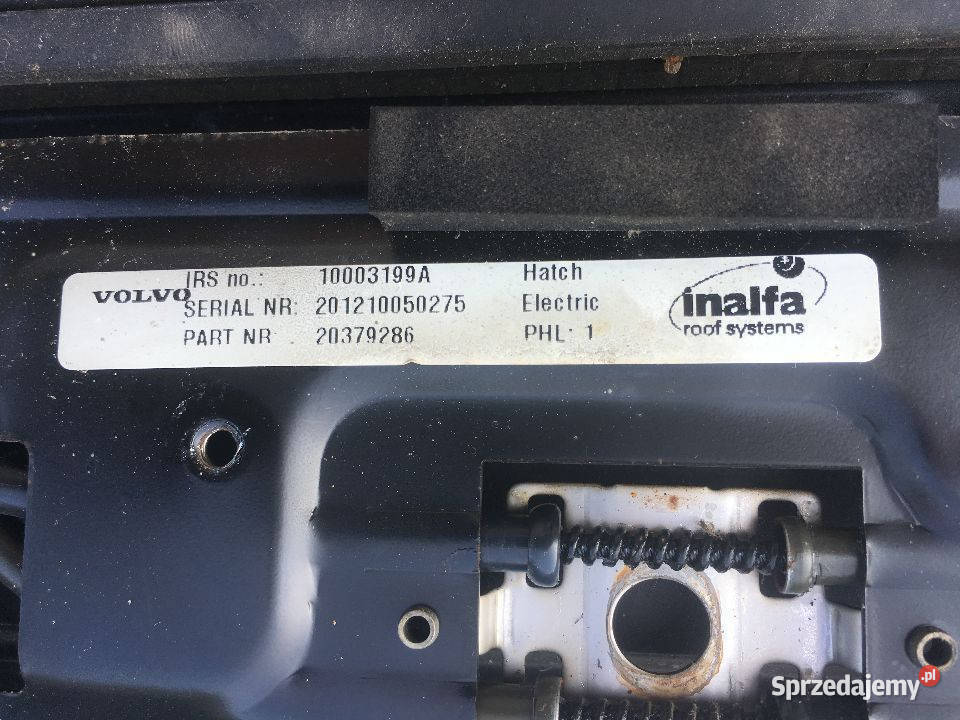 VOLVO
IRS no.: 10003199A Hatch
SERIAL NR: 201210050275 Electric
PART NR 20379286 PHL: 1
inalfa
roof systems
Sprzedajemy.pl